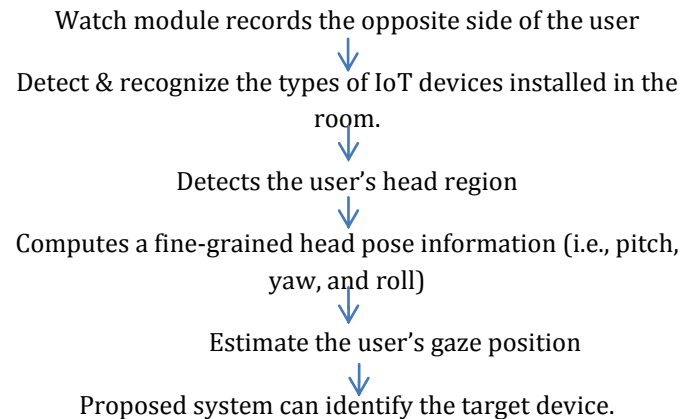 Watch module records the opposite side of the user
Detect & recognize the types of IoT devices installed in the
room.
Detects the user's head region
Computes a fine-grained head pose information (i.e., pitch,
yaw, and roll)
Estimate the user's gaze position
Proposed system can identify the target device.